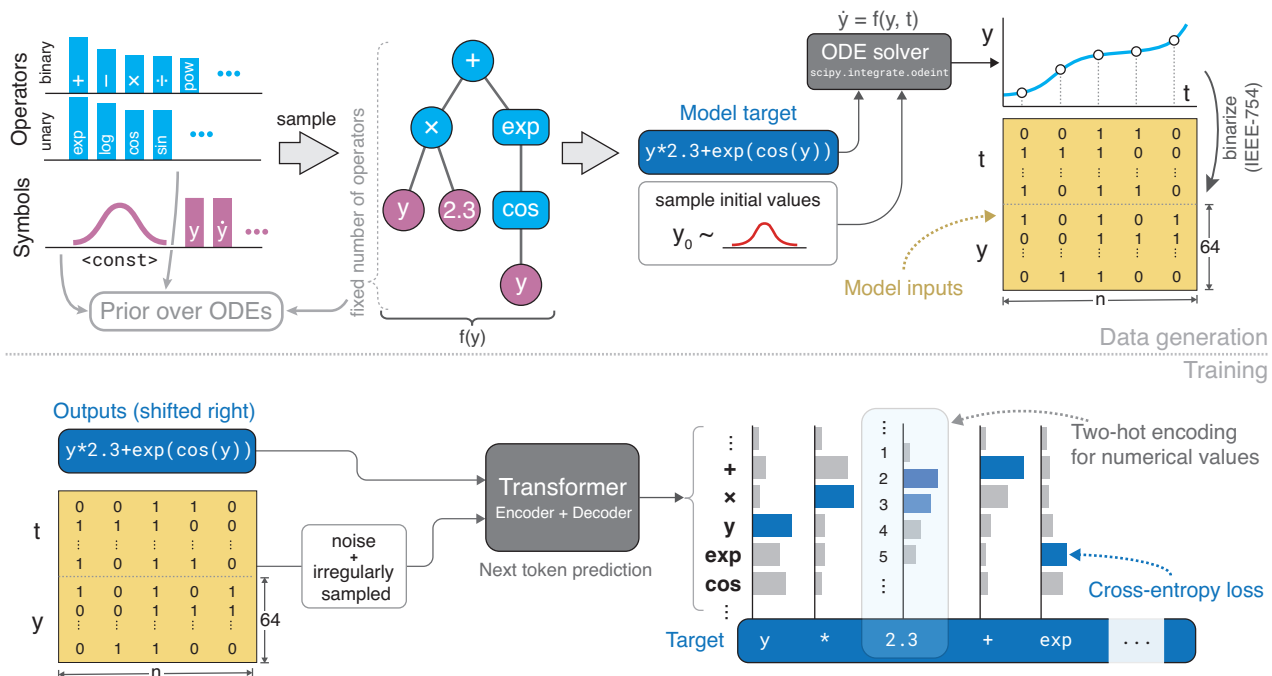 Operators
binary
+
−
×
÷
pow
•••
unary
exp
log
cos
sin
•••
Symbols
<const>
y
ẏ
•••
Prior over ODEs
sample
fixed number of operators
+
×
exp
y
2.3
cos
y
f(y)
Model target
y*2.3+exp(cos(y))
sample initial values
y0 ~
ẏ = f(y, t)
ODE solver
scipy.integrate.odeint
y
t
binarize
(IEEE-754)
t
0 0 1 1 0
1 1 1 0 0
⋮ ⋮ ⋮ ⋮ ⋮
1 0 1 1 0
y
1 0 1 0 1
0 0 1 1 1
⋮ ⋮ ⋮ ⋮ ⋮
0 1 1 0 0
64
n
Model inputs
Data generation
Training
Outputs (shifted right)
y*2.3+exp(cos(y))
t
0 0 1 1 0
1 1 1 0 0
⋮ ⋮ ⋮ ⋮ ⋮
1 0 1 1 0
y
1 0 1 0 1
0 0 1 1 1
⋮ ⋮ ⋮ ⋮ ⋮
0 1 1 0 0
64
n
noise
+
irregularly
sampled
Transformer
Encoder + Decoder
Next token prediction
⋮
+
×
y
exp
cos
⋮
⋮
1
2
3
4
5
⋮
Two-hot encoding
for numerical values
Cross-entropy loss
Target
y * 2.3 + exp ...